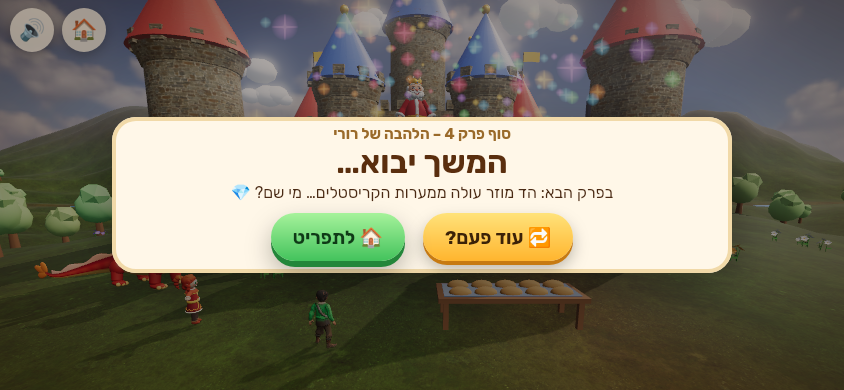 סוף פרק 4 – הלהבה של רורי
המשך יבוא...
בפרק הבא: הד מוזר עולה ממערות הקריסטלים... מי שם? 💎
🔁 עוד פעם?
🏠 לתפריט